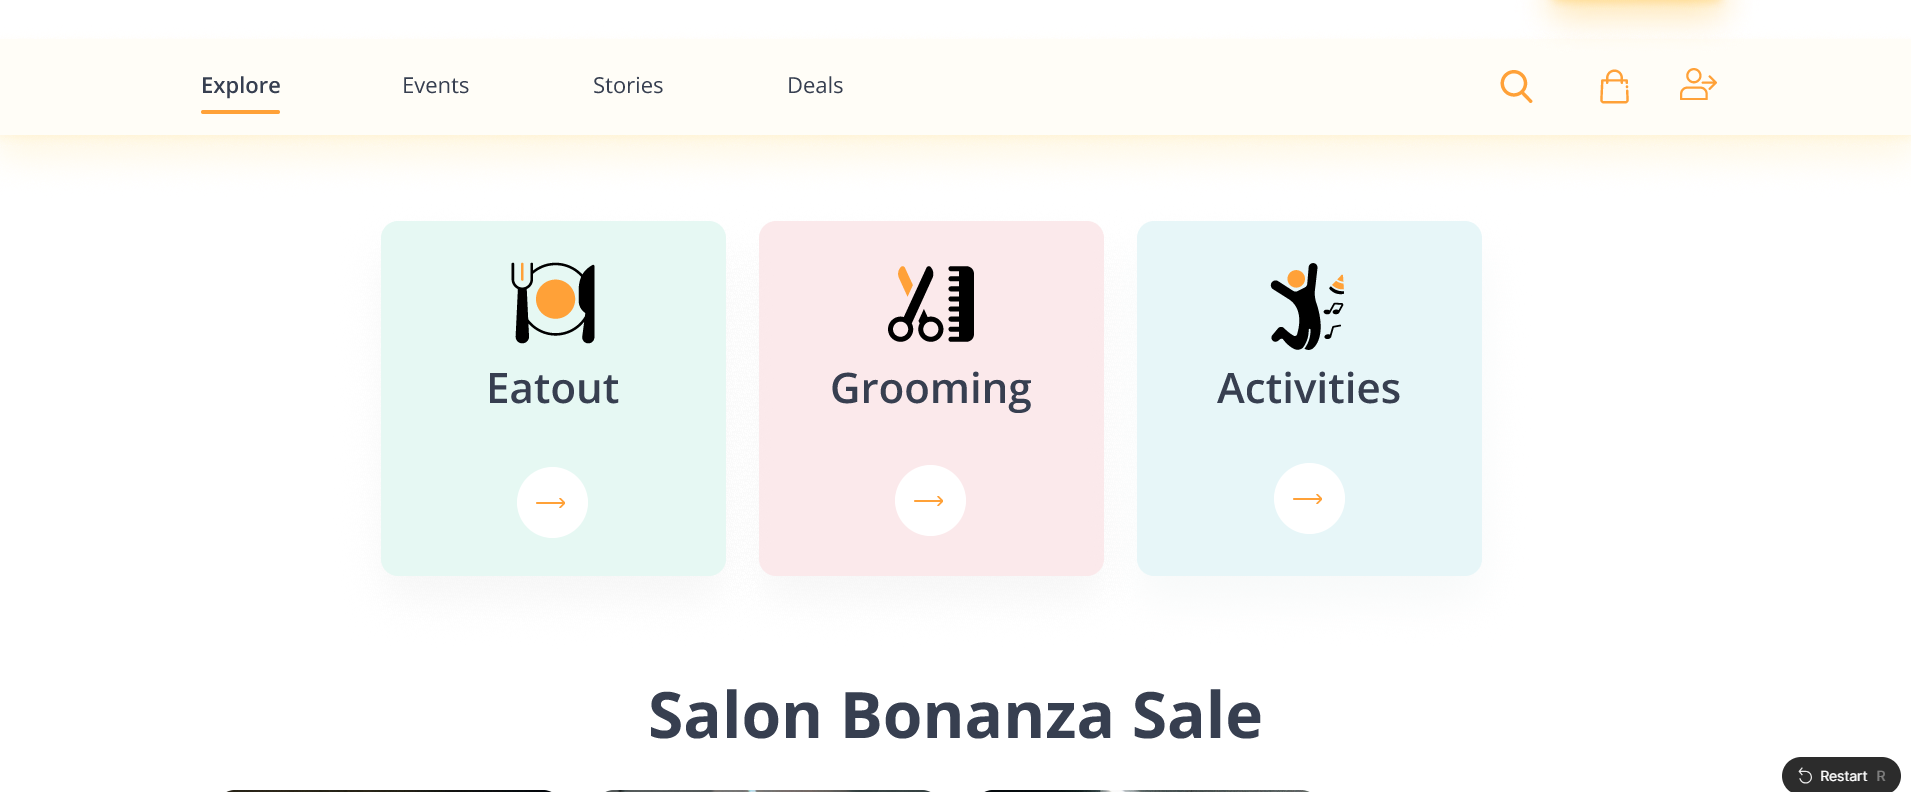 Explore Events Stories Deals
Eatout Grooming Activities
Salon Bonanza Sale
Restart R